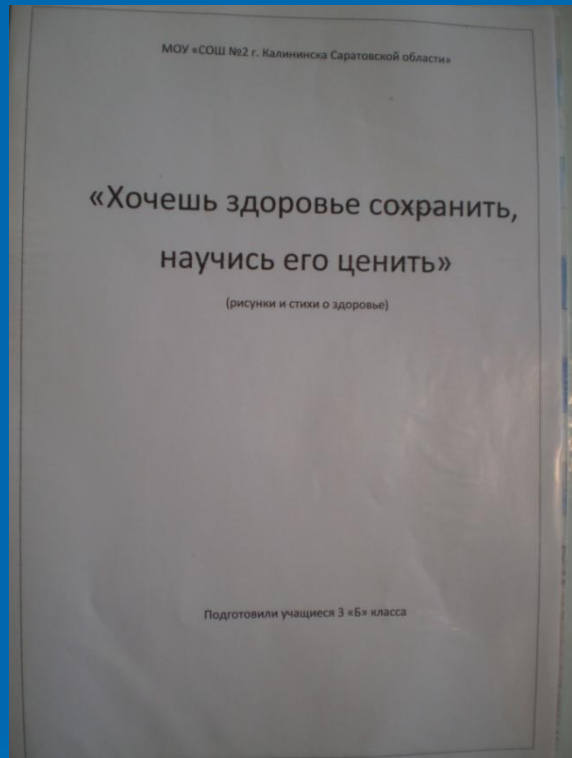 МОУ «СОШ №2 г. Калининска Саратовской области»
«Хочешь здоровье сохранить,
научись его ценить»
(рисунки и стихи о здоровье)
Подготовили учащиеся 3 «Б» класса